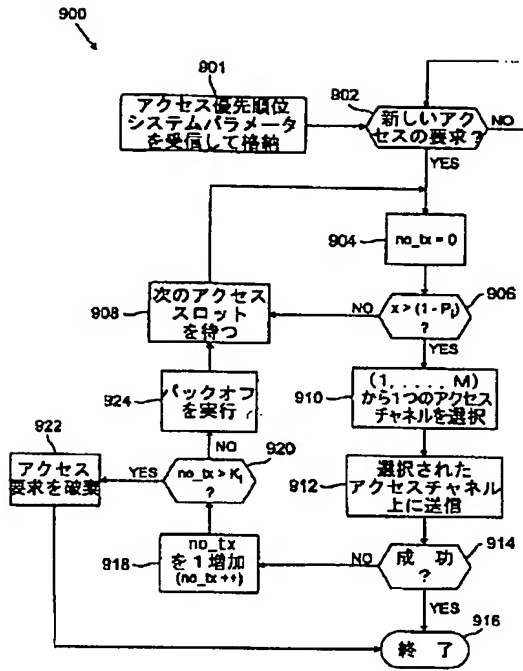 900
901
アクセス優先順位
システムパラメータ
を受信して格納
902
新しいアク
セスの要求?
NO
YES
904
no_tx = 0
906
x > (1 - Pi)
?
NO
YES
908
次のアクセス
スロット
を待つ
910
(1, . . . . , M)
から1つのアクセス
チャネルを選択
924
バックオフ
を実行
NO
922
アクセス
要求を破棄
YES
920
no_tx > Ki
?
912
選択された
アクセスチャネル
上に送信
918
no_tx
を1増加
(no_tx ++)
NO
914
成 功
?
YES
916
終 了